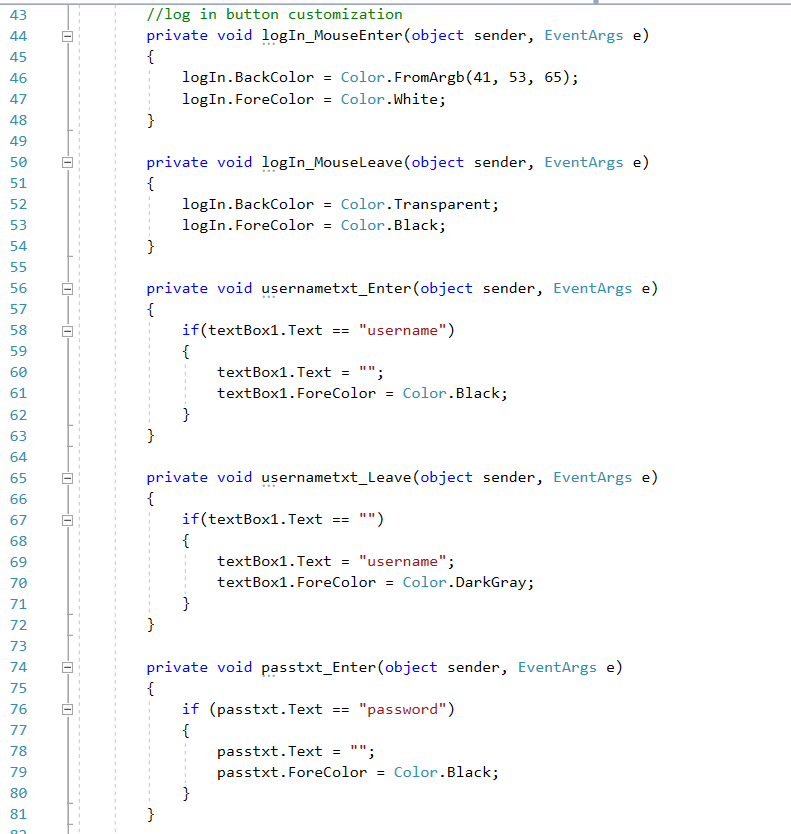 43 //log in button customization
44 private void logIn_MouseEnter(object sender, EventArgs e)
45 {
46 logIn.BackColor = Color.FromArgb(41, 53, 65);
47 logIn.ForeColor = Color.White;
48 }
49
50 private void logIn_MouseLeave(object sender, EventArgs e)
51 {
52 logIn.BackColor = Color.Transparent;
53 logIn.ForeColor = Color.Black;
54 }
55
56 private void usernametxt_Enter(object sender, EventArgs e)
57 {
58 if(textBox1.Text == "username")
59 {
60 textBox1.Text = "";
61 textBox1.ForeColor = Color.Black;
62 }
63 }
64
65 private void usernametxt_Leave(object sender, EventArgs e)
66 {
67 if(textBox1.Text == "")
68 {
69 textBox1.Text = "username";
70 textBox1.ForeColor = Color.DarkGray;
71 }
72 }
73
74 private void passtxt_Enter(object sender, EventArgs e)
75 {
76 if (passtxt.Text == "password")
77 {
78 passtxt.Text = "";
79 passtxt.ForeColor = Color.Black;
80 }
81 }